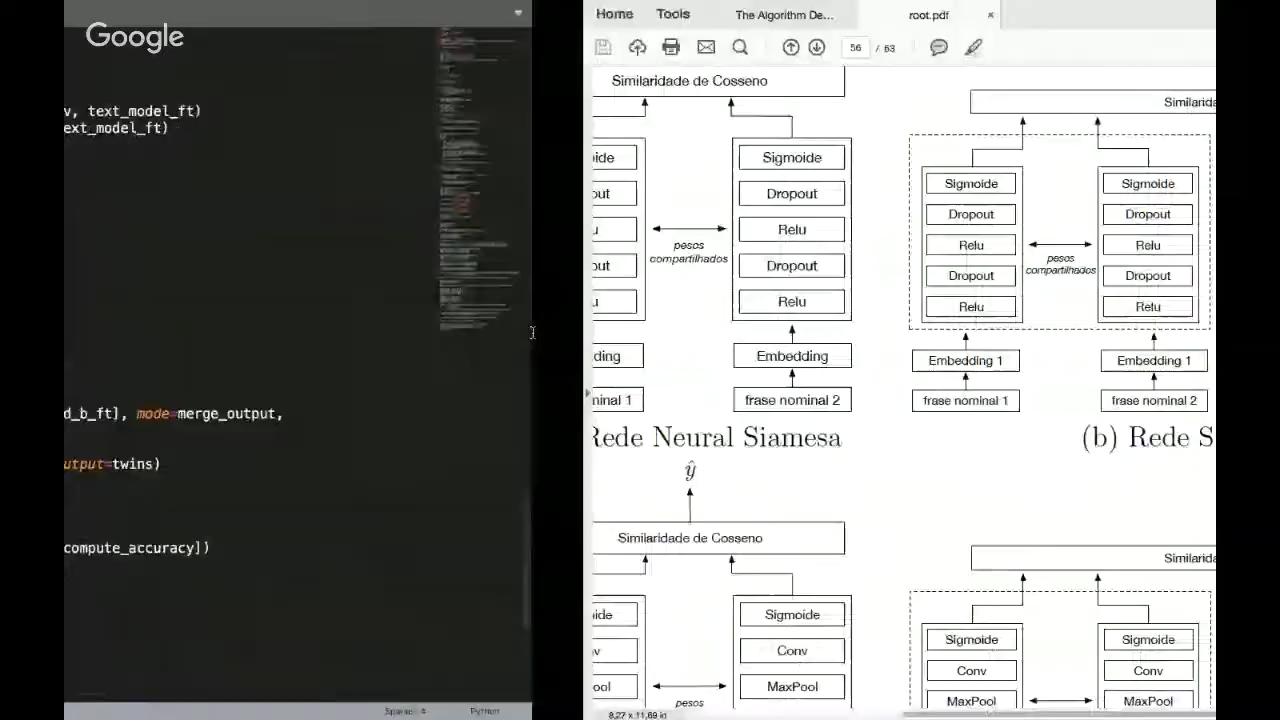 Google
v, text_model_ft)
ext_model_ft)
d_b_ft], mode=merge_output,
utput=twins)
compute_accuracy])
Python
Home Tools The Algorithm De... root.pdf ×
56 / 63
Similaridade de Cosseno
Sigmoide
Dropout
Relu
Dropout
Relu
pesos
compartilhados
Embedding
frase nominal 2
Rede Neural Siamesa
Similarida
Sigmoide Sigmoide
Dropout Dropout
Relu Relu
Dropout Dropout
Relu Relu
pesos
compartilhados
Embedding 1 Embedding 1
frase nominal 1 frase nominal 2
(b) Rede S
ŷ
Similaridade de Cosseno
Sigmoide
Conv
MaxPool
pesos
Similarida
Sigmoide Sigmoide
Conv Conv
MaxPool MaxPool
8,27 x 11,69 in